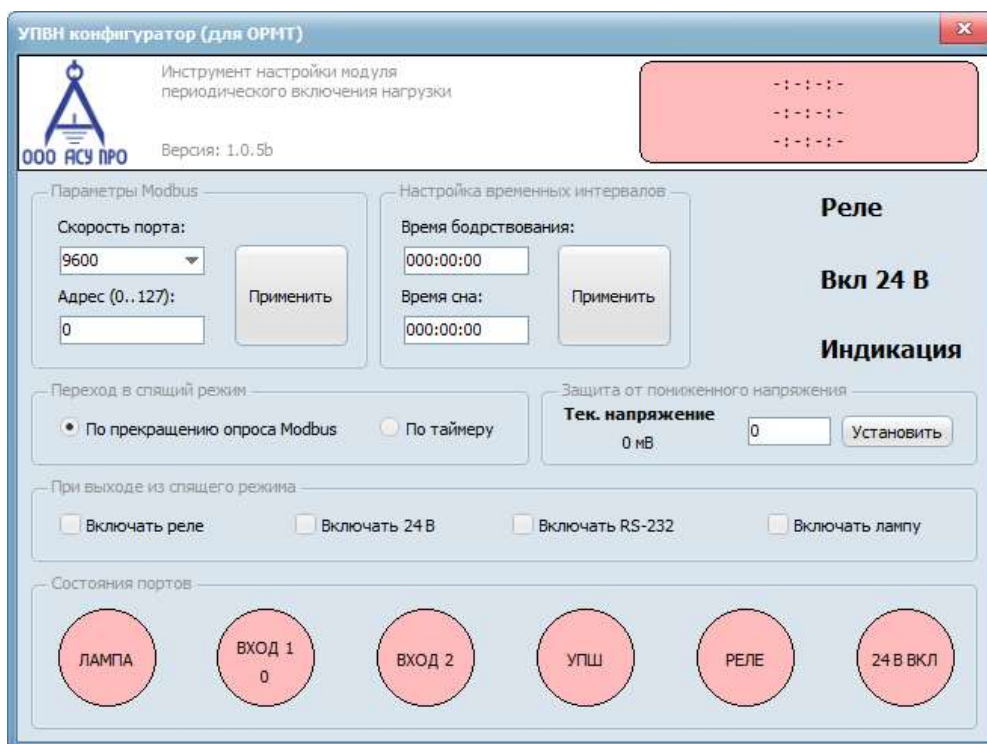 УПВН конфигуратор (для ОРМТ)
Инструмент настройки модуля
периодического включения нагрузки
ООО АСУ ПРО
Версия: 1.0.5b
-:-:-:-
-:-:-:-
-:-:-:-
Параметры Modbus
Скорость порта:
9600
Адрес (0..127):
0
Применить
Настройка временных интервалов
Время бодрствования:
000:00:00
Время сна:
000:00:00
Применить
Реле
Вкл 24 В
Индикация
Переход в спящий режим
По прекращению опроса Modbus
По таймеру
Защита от пониженного напряжения
Тек. напряжение
0 мВ
0
Установить
При выходе из спящего режима
Включать реле
Включать 24 В
Включать RS-232
Включать лампу
Состояния портов
ЛАМПА
ВХОД 1
0
ВХОД 2
УПШ
РЕЛЕ
24 В ВКЛ